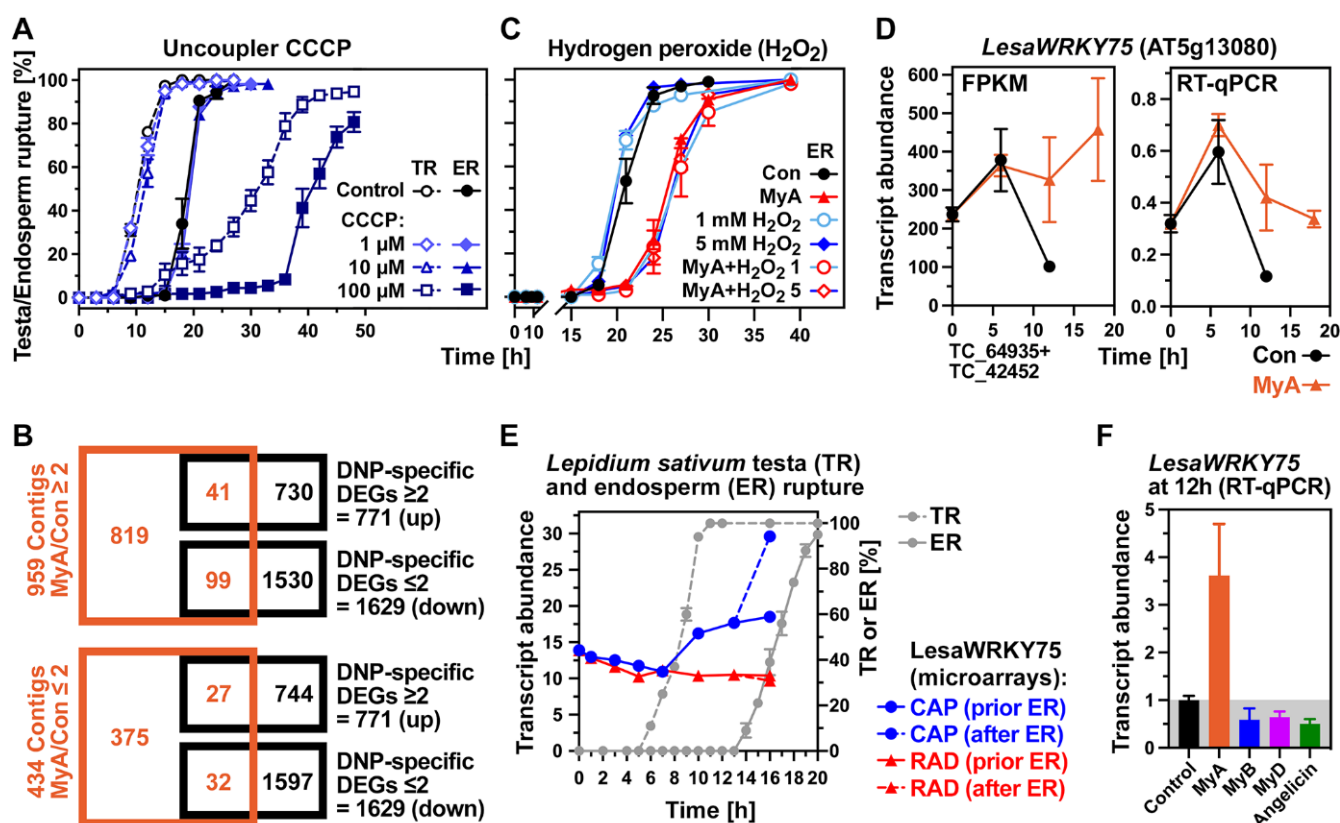 A
Uncoupler CCCP
Testa/Endosperm rupture [%]
100
80
60
40
20
0
TR ER
Control
CCCP:
1 µM
10 µM
100 µM
0 10 20 30 40 50
Time [h]
C
Hydrogen peroxide (H₂O₂)
ER
Con
MyA
1 mM H₂O₂
5 mM H₂O₂
MyA+H₂O₂ 1
MyA+H₂O₂ 5
0 10 15 20 25 30 35 40
D
LesaWRKY75 (AT5g13080)
Transcript abundance
FPKM
600
500
400
300
200
100
0
0 5 10 15 20
TC_64935+
TC_42452
Time [h]
RT-qPCR
0.8
0.6
0.4
0.2
0.0
0 5 10 15 20
Con
MyA
B
959 Contigs
MyA/Con ≥ 2
819
41
730
DNP-specific
DEGs ≥2
= 771 (up)
99
1530
DNP-specific
DEGs ≤2
= 1629 (down)
434 Contigs
MyA/Con ≤ 2
375
27
744
DNP-specific
DEGs ≥2
= 771 (up)
32
1597
DNP-specific
DEGs ≤2
= 1629 (down)
E
Lepidium sativum testa (TR)
and endosperm (ER) rupture
Transcript abundance
30
25
20
15
10
5
0
100
80
60
40
20
0
TR or ER [%]
0 2 4 6 8 10 12 14 16 18 20
Time [h]
TR
ER
LesaWRKY75
(microarrays):
CAP (prior ER)
CAP (after ER)
RAD (prior ER)
RAD (after ER)
F
LesaWRKY75
at 12h (RT-qPCR)
Transcript abundance
5
4
3
2
1
0
Control
MyA
MyB
MyD
Angelicin